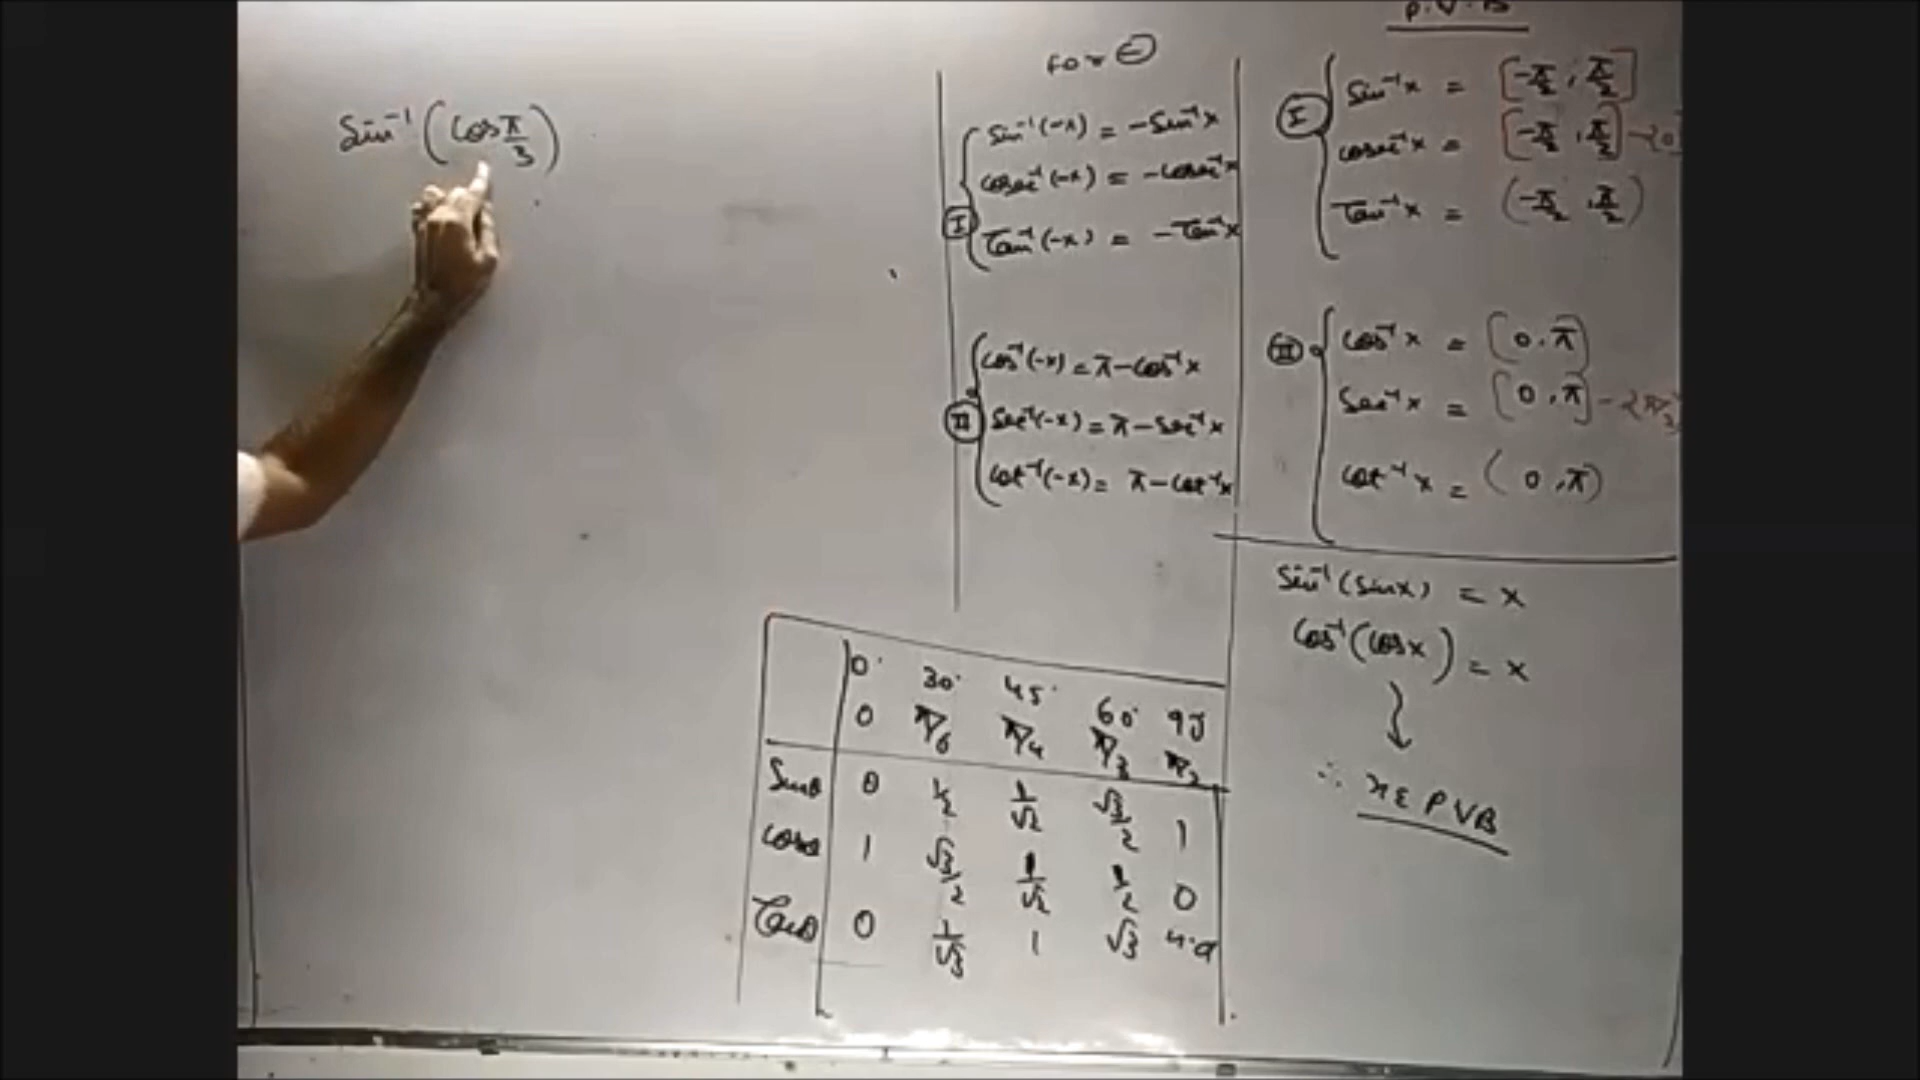 Sin⁻¹(Cos π/3)
For ⊖
I
Sin⁻¹(-x) = -Sin⁻¹x
Cosec⁻¹(-x) = -Cosec⁻¹x
Tan⁻¹(-x) = -Tan⁻¹x
II
Cos⁻¹(-x) = π-Cos⁻¹x
Sec⁻¹(-x) = π-Sec⁻¹x
Cot⁻¹(-x) = π-Cot⁻¹x
P.V.B
I
Sin⁻¹x = [-π/2, π/2]
Cosec⁻¹x = [-π/2, π/2] - {0}
Tan⁻¹x = (-π/2, π/2)
II
Cos⁻¹x = [0, π]
Sec⁻¹x = [0, π] -
Cot⁻¹x = (0, π)
Sin⁻¹(Sinx) = x
Cos⁻¹(Cosx) = x
∴ x ε PVB
0° 30° 45° 60° 90
0 π/6 π/4 π/3 π/2
Sinθ 0 1/2 1/√2 √3/2 1
Cosθ 1 √3/2 1/√2 1/2 0
Tanθ 0 1/√3 1 √3 n.d